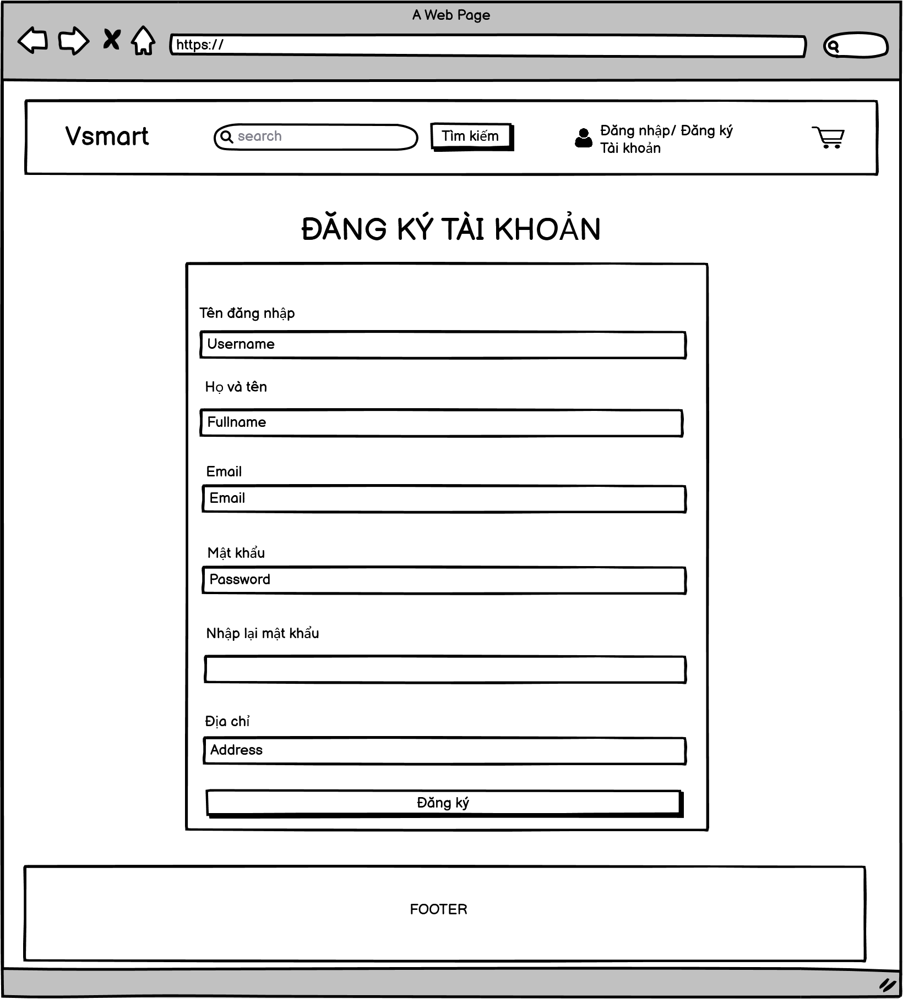 A Web Page
https://
Vsmart
search
Tìm kiếm
Đăng nhập/ Đăng ký
Tài khoản
ĐĂNG KÝ TÀI KHOẢN
Tên đăng nhập
Username
Họ và tên
Fullname
Email
Email
Mật khẩu
Password
Nhập lại mật khẩu
Địa chỉ
Address
Đăng ký
FOOTER